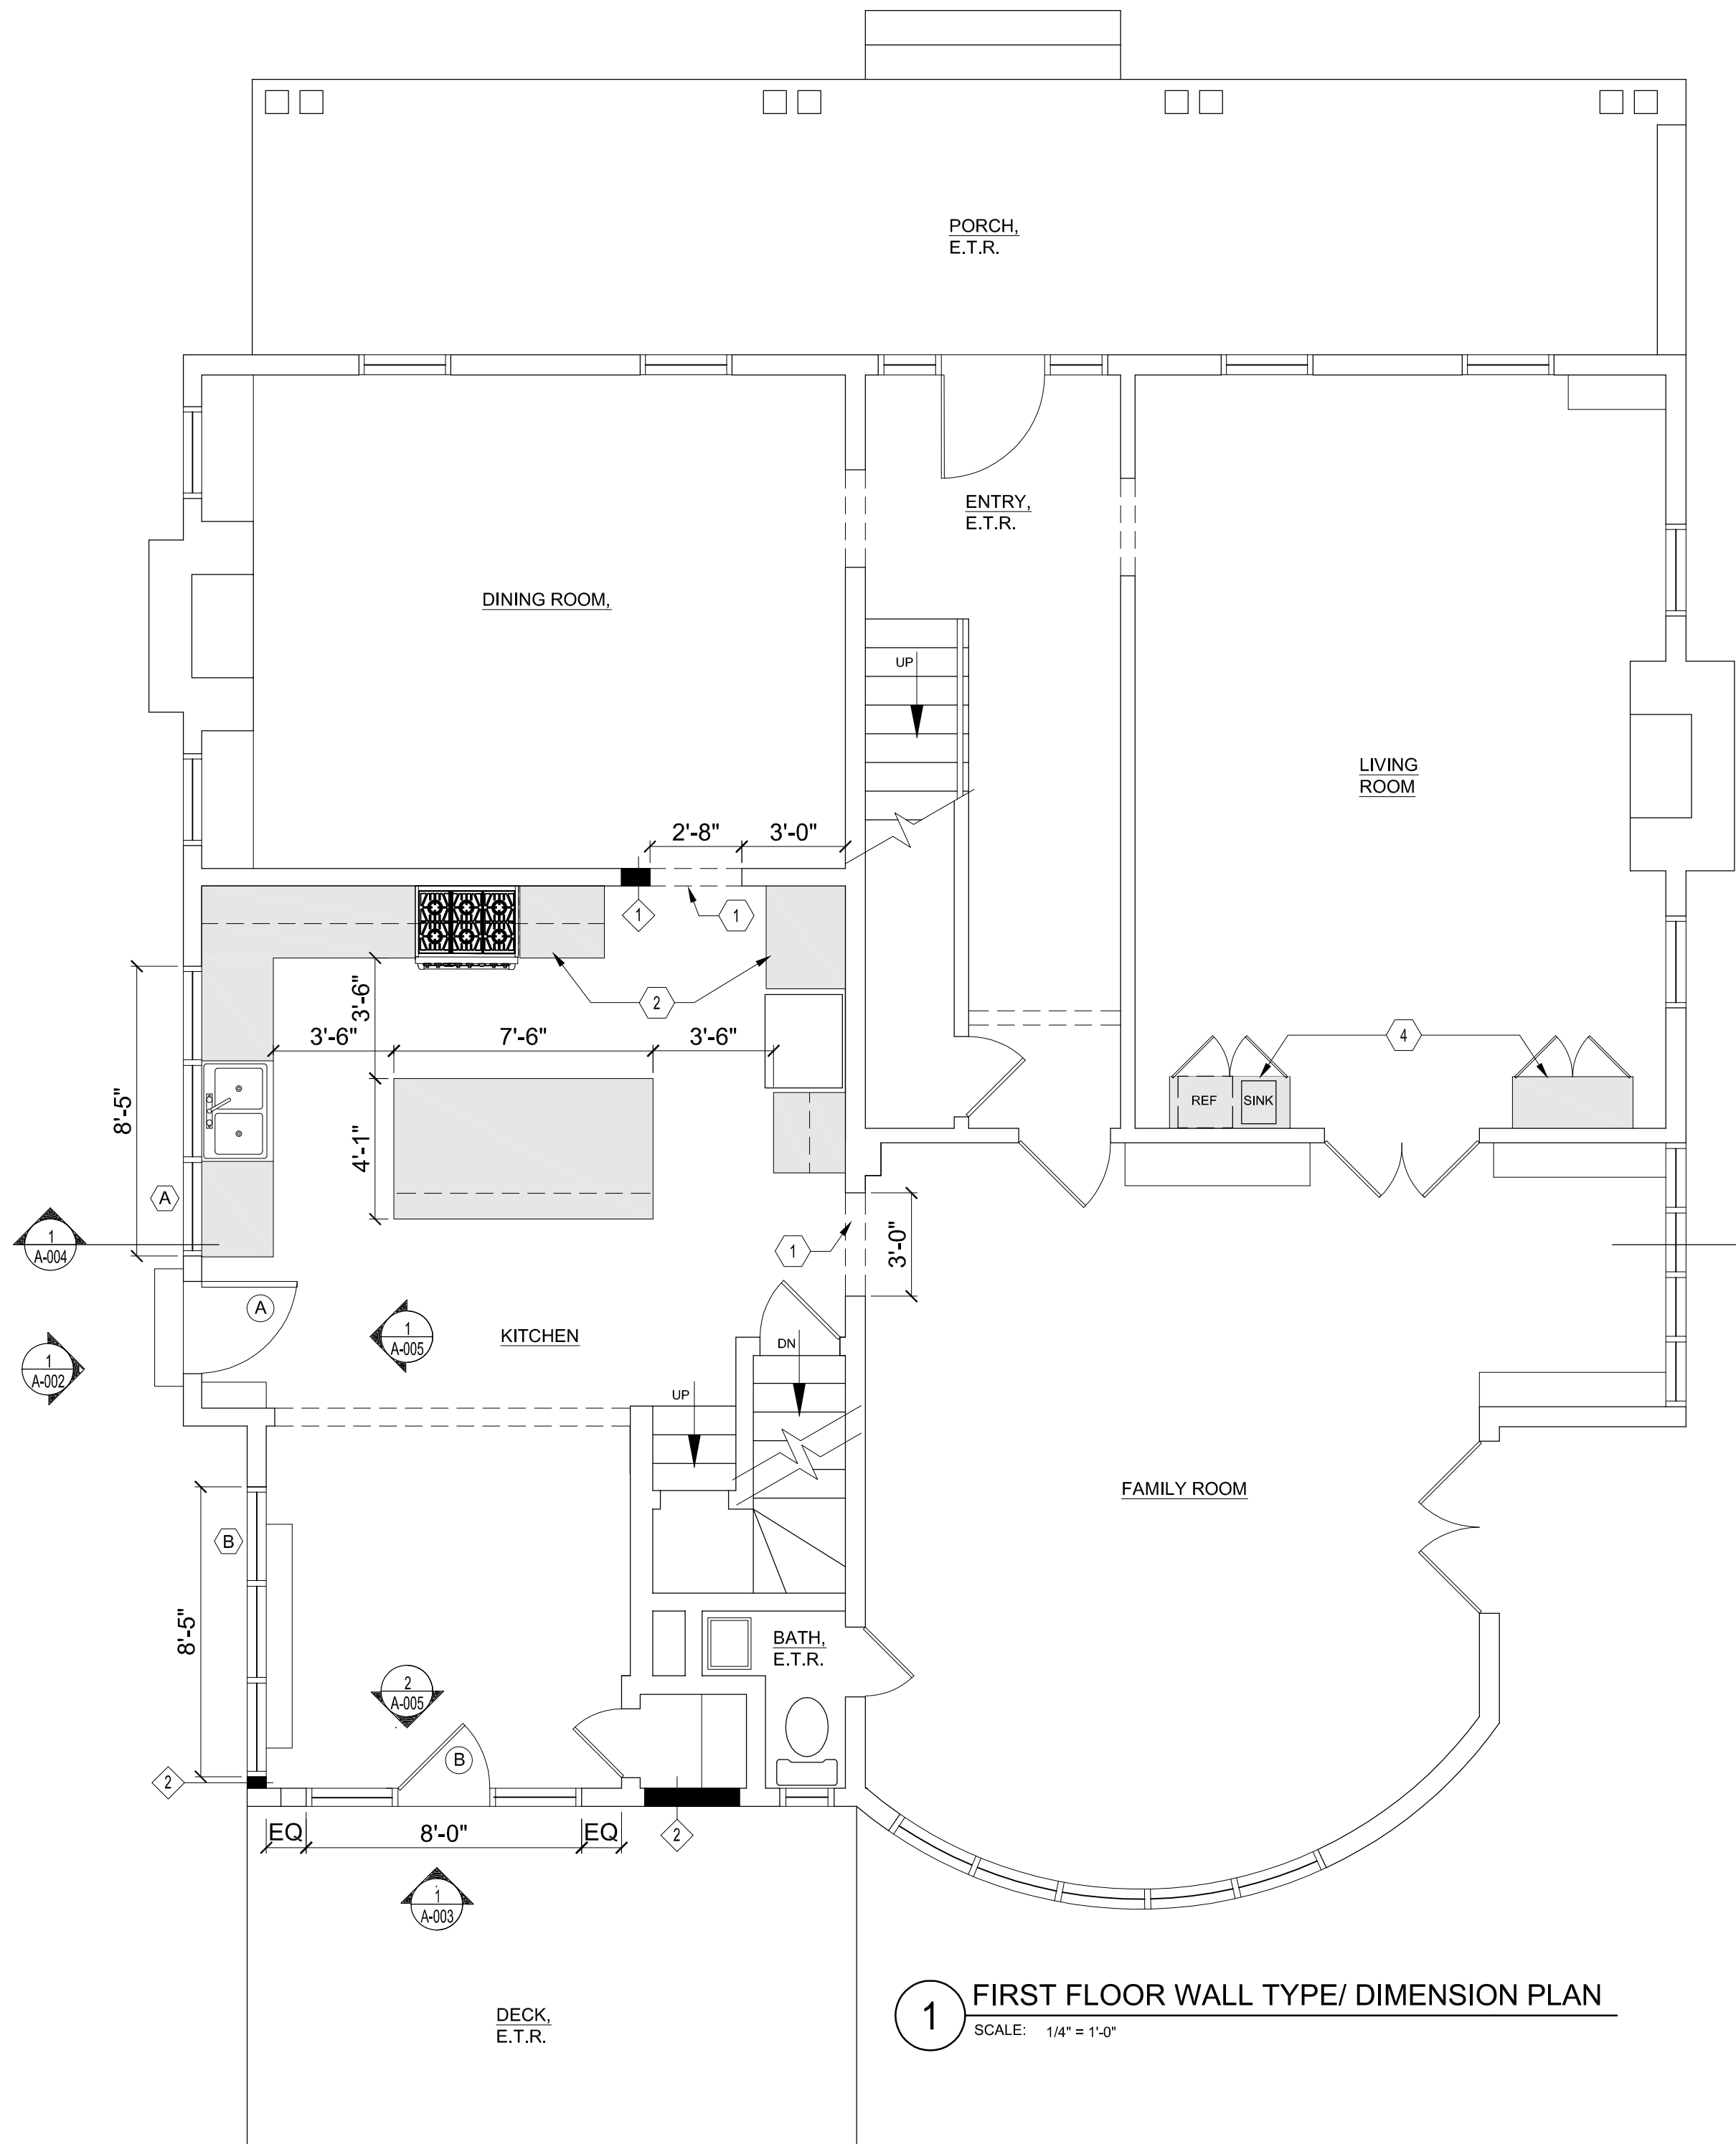 PORCH,
E.T.R.
ENTRY,
E.T.R.
DINING ROOM,
UP
LIVING
ROOM
2'-8"
3'-0"
1
1
2
3'-6"
3'-6"
7'-6"
3'-6"
4
8'-5"
4'-1"
REF
SINK
A
1
A-004
1
3'-0"
A
1
A-005
KITCHEN
DN
1
A-002
UP
FAMILY ROOM
B
8'-5"
BATH,
E.T.R.
2
A-005
B
2
2
EQ
8'-0"
EQ
1
A-003
1
FIRST FLOOR WALL TYPE/ DIMENSION PLAN
SCALE: 1/4" = 1'-0"
DECK,
E.T.R.